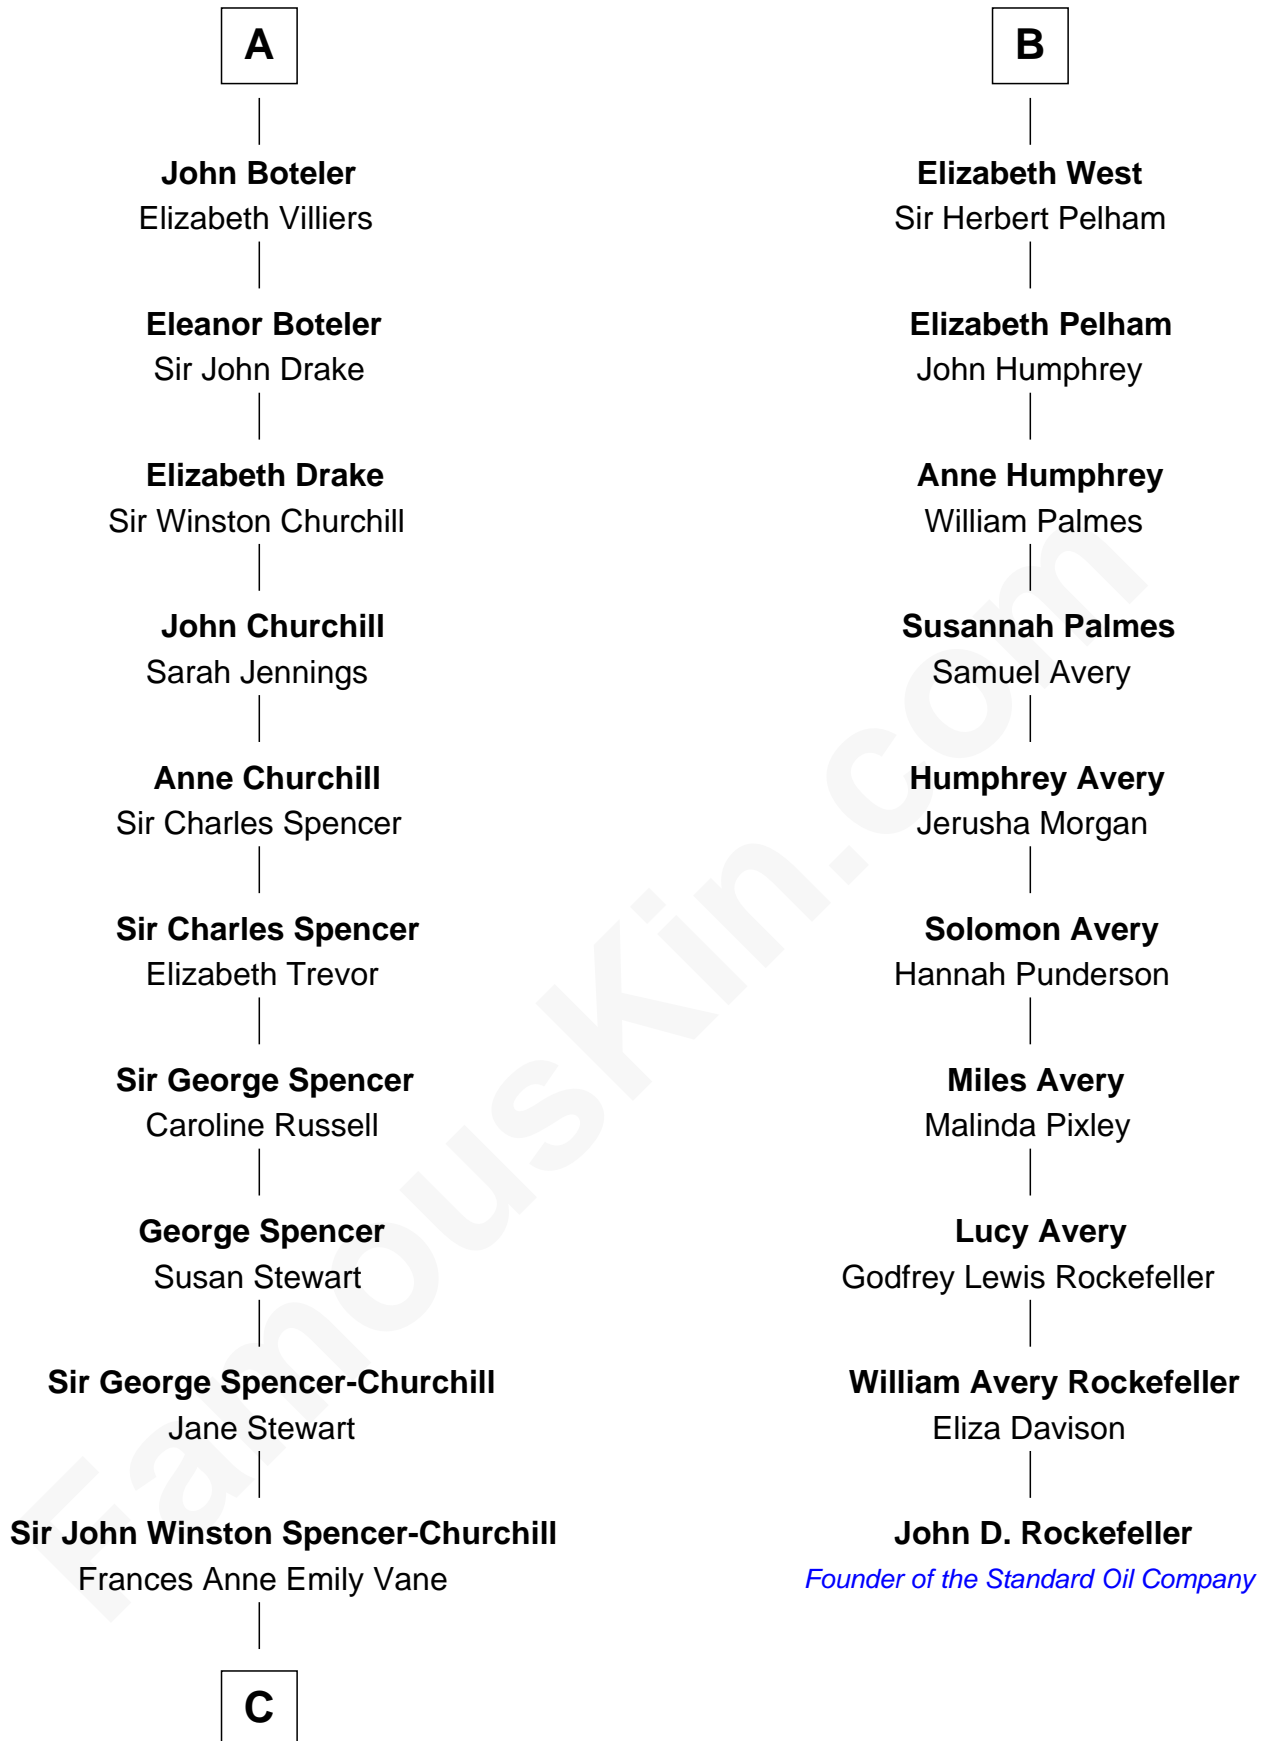 A
John Boteler
Elizabeth Villiers
Eleanor Boteler
Sir John Drake
Elizabeth Drake
Sir Winston Churchill
John Churchill
Sarah Jennings
Anne Churchill
Sir Charles Spencer
Sir Charles Spencer
Elizabeth Trevor
Sir George Spencer
Caroline Russell
George Spencer
Susan Stewart
Sir George Spencer-Churchill
Jane Stewart
Sir John Winston Spencer-Churchill
Frances Anne Emily Vane
C
B
Elizabeth West
Sir Herbert Pelham
Elizabeth Pelham
John Humphrey
Anne Humphrey
William Palmes
Susannah Palmes
Samuel Avery
Humphrey Avery
Jerusha Morgan
Solomon Avery
Hannah Punderson
Miles Avery
Malinda Pixley
Lucy Avery
Godfrey Lewis Rockefeller
William Avery Rockefeller
Eliza Davison
John D. Rockefeller
Founder of the Standard Oil Company
FamousKin.com